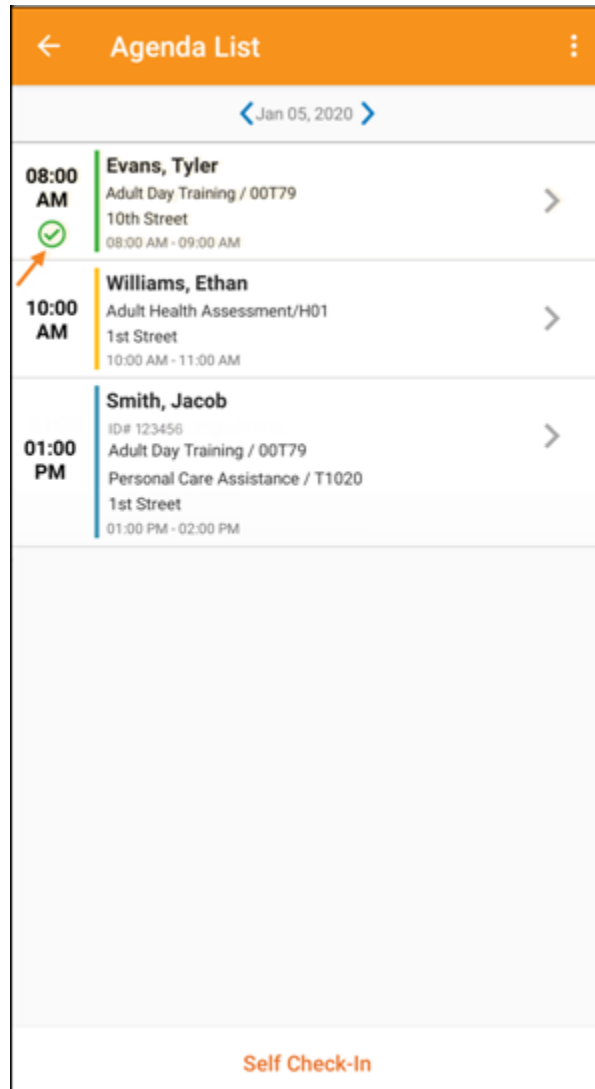 Agenda List
Jan 05, 2020
08:00
AM
Evans, Tyler
Adult Day Training / 00T79
10th Street
08:00 AM - 09:00 AM
10:00
AM
Williams, Ethan
Adult Health Assessment/H01
1st Street
10:00 AM - 11:00 AM
01:00
PM
Smith, Jacob
ID# 123456
Adult Day Training / 00T79
Personal Care Assistance / T1020
1st Street
01:00 PM - 02:00 PM
Self Check-In